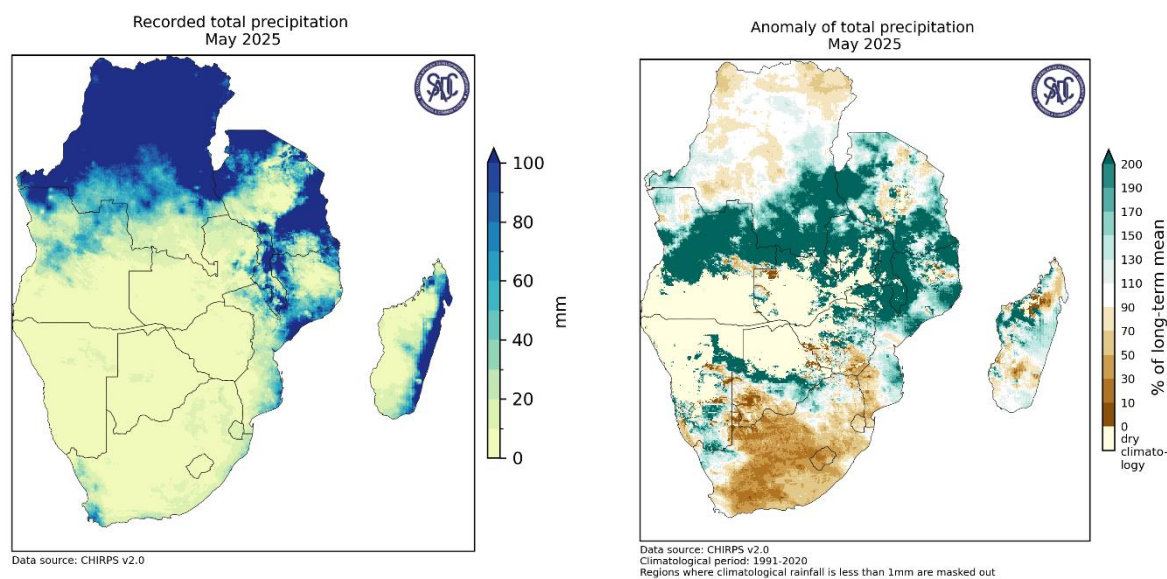 Recorded total precipitation
May 2025
SADC
100
80
60
40
20
0
mm
Data source: CHIRPS v2.0
Anomaly of total precipitation
May 2025
SADC
200
190
170
150
130
110
90
70
50
30
10
0
dry
climato-
logy
% of long-term mean
Data source: CHIRPS v2.0
Climatological period: 1991-2020
Regions where climatological rainfall is less than 1mm are masked out